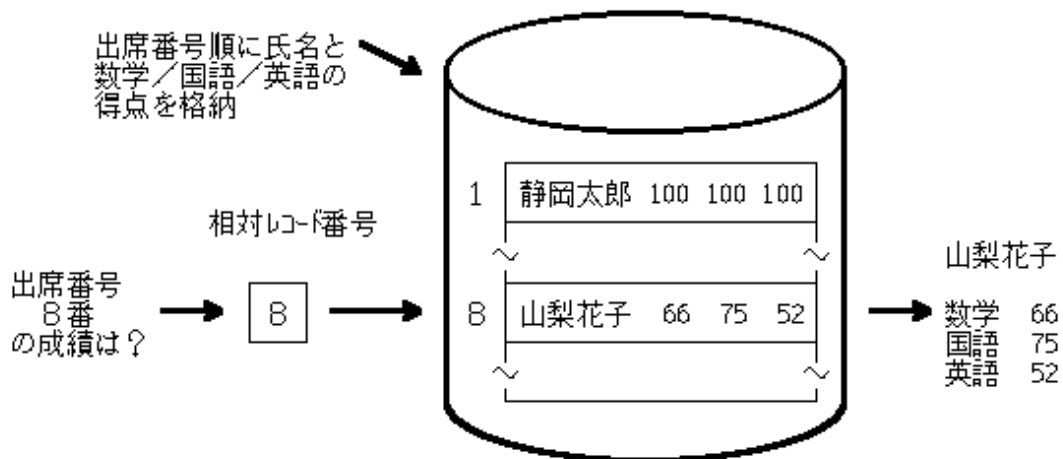 出席番号順に氏名と
数学／国語／英語の
得点を格納
1 静岡太郎 100 100 100
相対ﾚｺｰﾄﾞ番号
出席番号
8番
の成績は？
8
8 山梨花子 66 75 52
山梨花子
数学 66
国語 75
英語 52